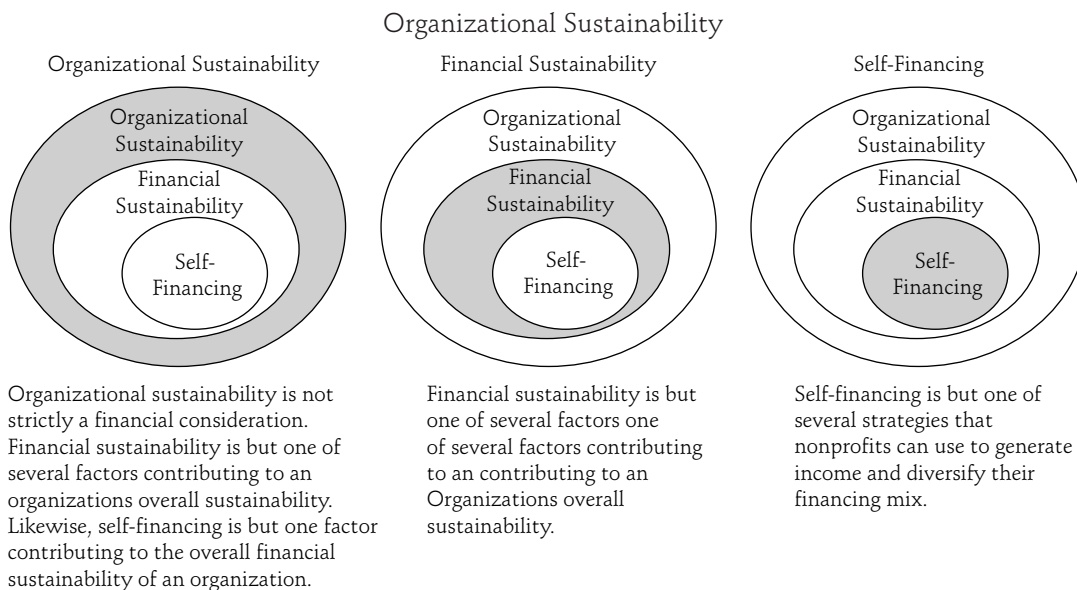 Organizational Sustainability
Organizational Sustainability
Organizational
Sustainability
Financial
Sustainability
Self-
Financing
Organizational sustainability is not
strictly a financial consideration.
Financial sustainability is but one of
several factors contributing to an
organizations overall sustainability.
Likewise, self-financing is but one factor
contributing to the overall financial
sustainability of an organization.
Financial Sustainability
Organizational
Sustainability
Financial
Sustainability
Self-
Financing
Financial sustainability is but
one of several factors one
of several factors contributing
to an contributing to an
Organizations overall
sustainability.
Self-Financing
Organizational
Sustainability
Financial
Sustainability
Self-
Financing
Self-financing is but one of
several strategies that
nonprofits can use to generate
income and diversify their
financing mix.